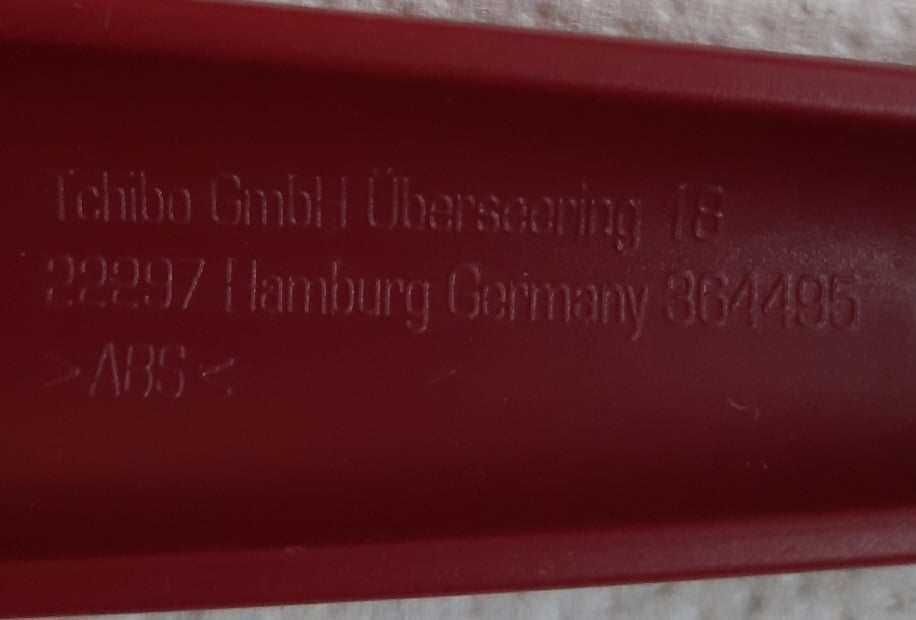 Tchibo GmbH Überseering 18
22297 Hamburg Germany 364495
>ABS<